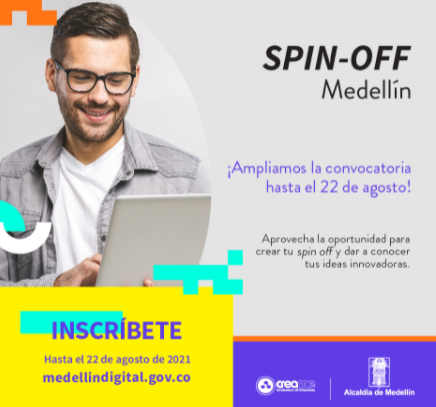 SPIN-OFF
Medellín
¡Ampliamos la convocatoria
hasta el 22 de agosto!
Aprovecha la oportunidad para
crear tu spin off y dar a conocer
tus ideas innovadoras.
INSCRÍBETE
Hasta el 22 de agosto de 2021
medellindigital.gov.co
creame
Alcaldía de Medellín